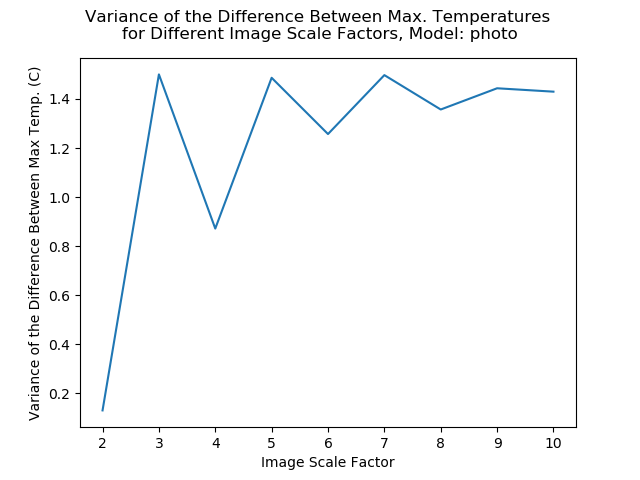 Variance of the Difference Between Max. Temperatures
for Different Image Scale Factors, Model: photo
Variance of the Difference Between Max Temp. (C)
1.4
1.2
1.0
0.8
0.6
0.4
0.2
2 3 4 5 6 7 8 9 10
Image Scale Factor